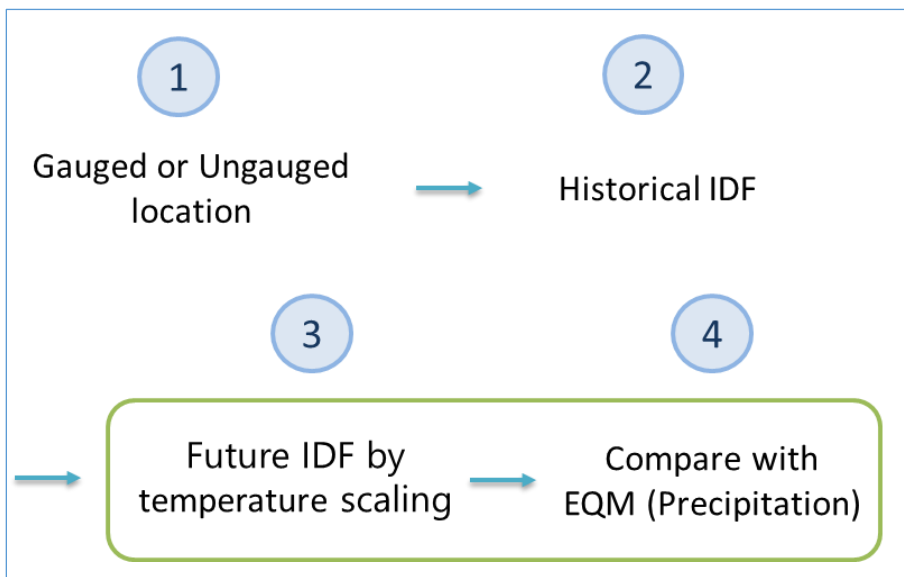 1
2
Gauged or Ungauged
location
Historical IDF
3
4
Future IDF by
temperature scaling
Compare with
EQM (Precipitation)